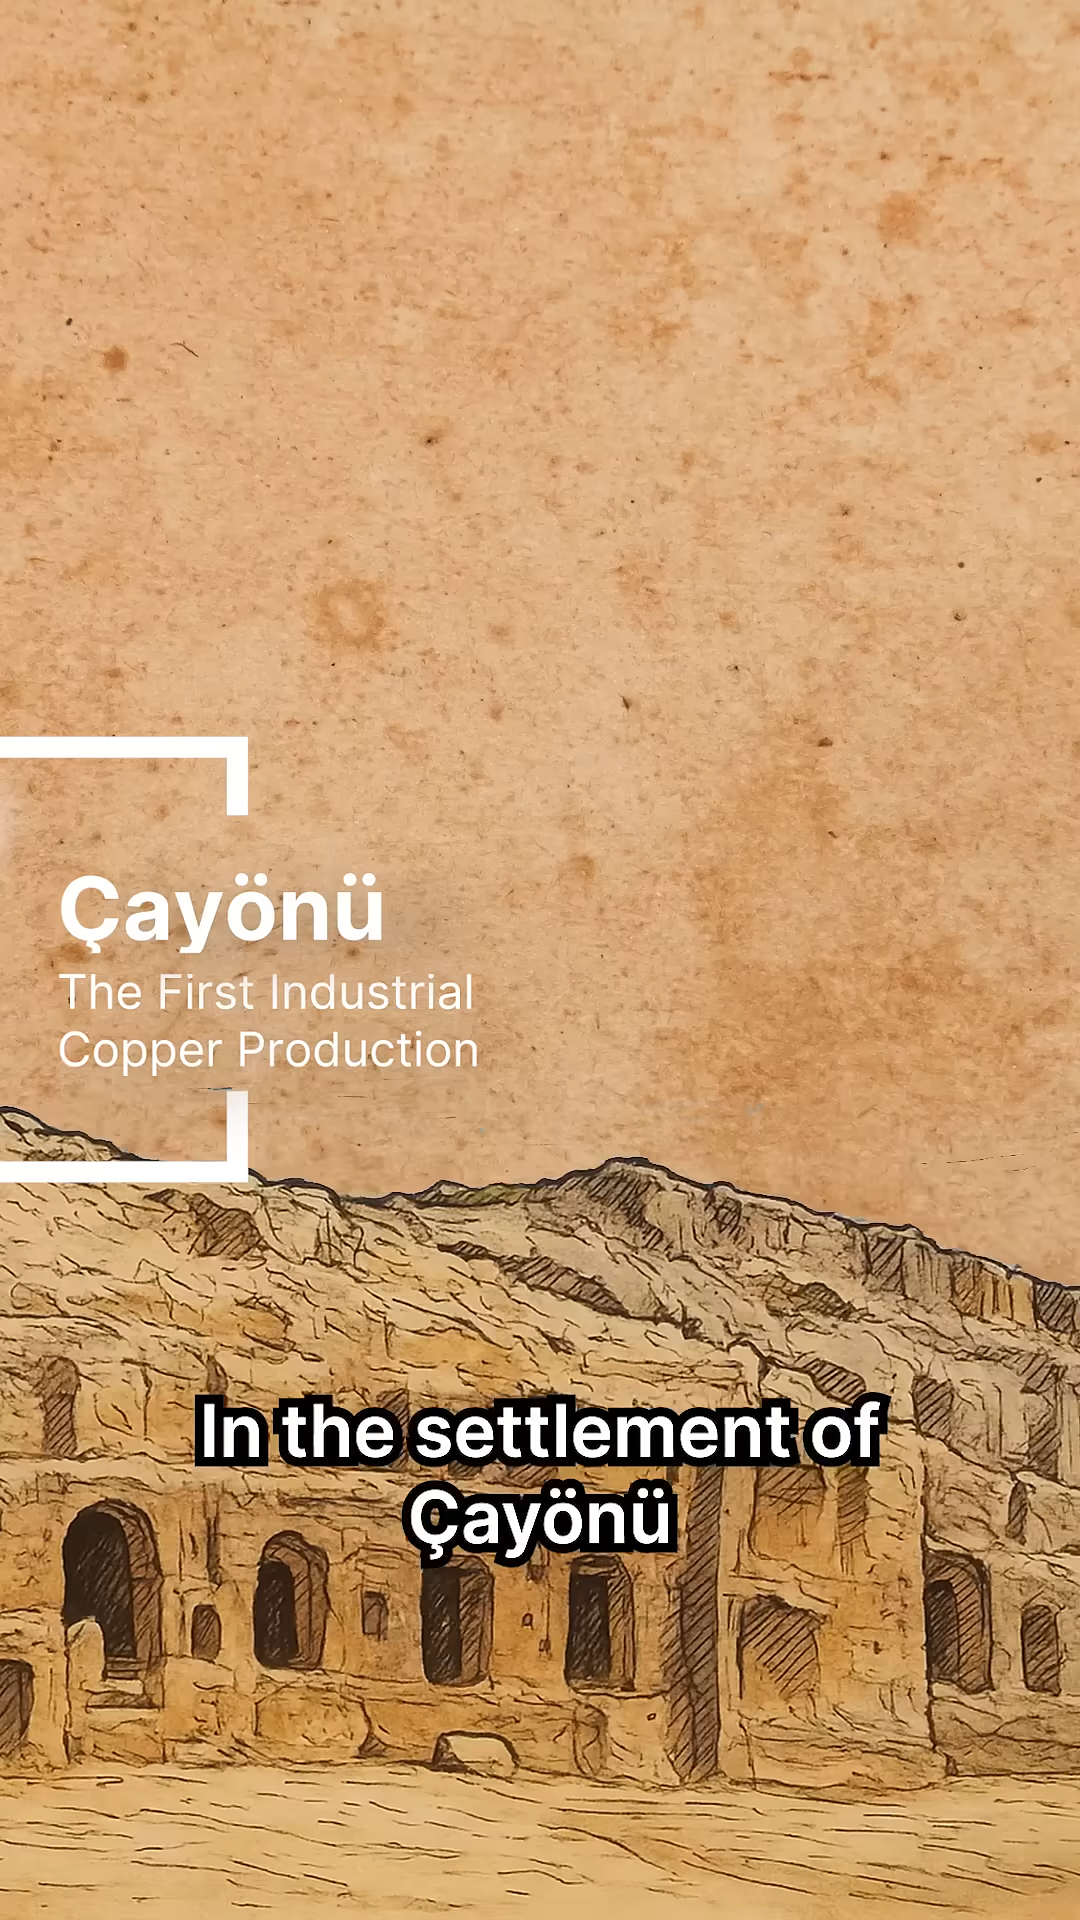 Çayönü
The First Industrial
Copper Production
In the settlement of
Çayönü